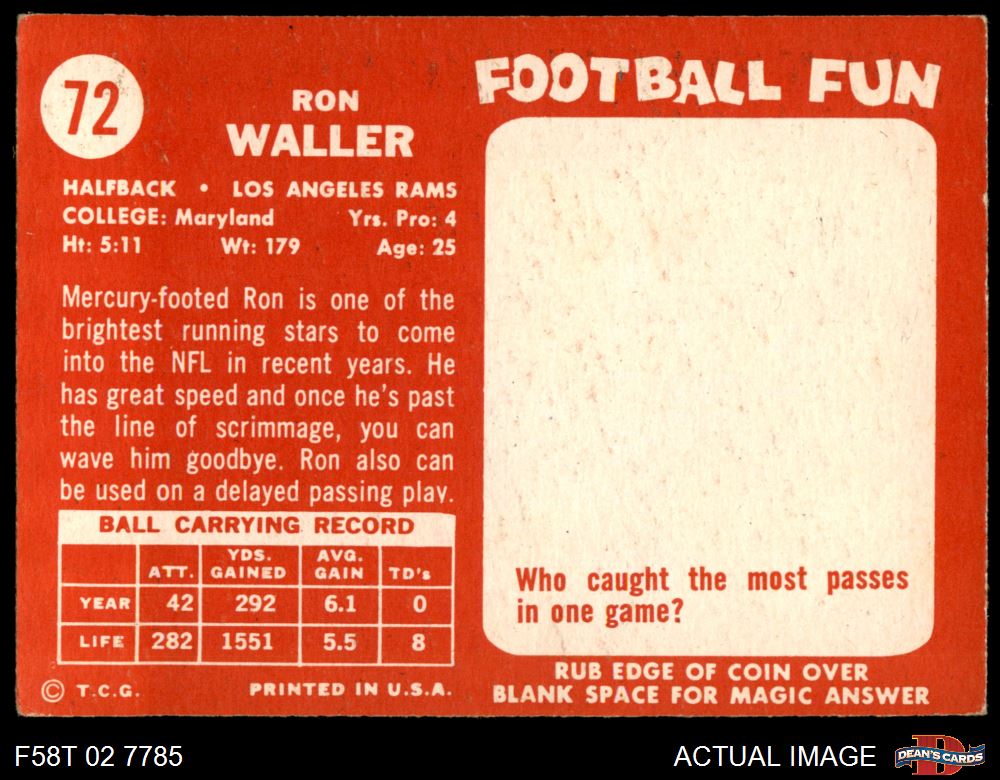 72
RON
WALLER
HALFBACK • LOS ANGELES RAMS
COLLEGE: Maryland Yrs. Pro: 4
Ht: 5:11 Wt: 179 Age: 25
Mercury-footed Ron is one of the
brightest running stars to come
into the NFL in recent years. He
has great speed and once he's past
the line of scrimmage, you can
wave him goodbye. Ron also can
be used on a delayed passing play.
BALL CARRYING RECORD
ATT. YDS. GAINED AVG. GAIN TD's
YEAR 42 292 6.1 0
LIFE 282 1551 5.5 8
© T.C.G. PRINTED IN U.S.A.
FOOTBALL FUN
Who caught the most passes
in one game?
RUB EDGE OF COIN OVER
BLANK SPACE FOR MAGIC ANSWER
F58T 02 7785
ACTUAL IMAGE
D
DEAN'S CARDS